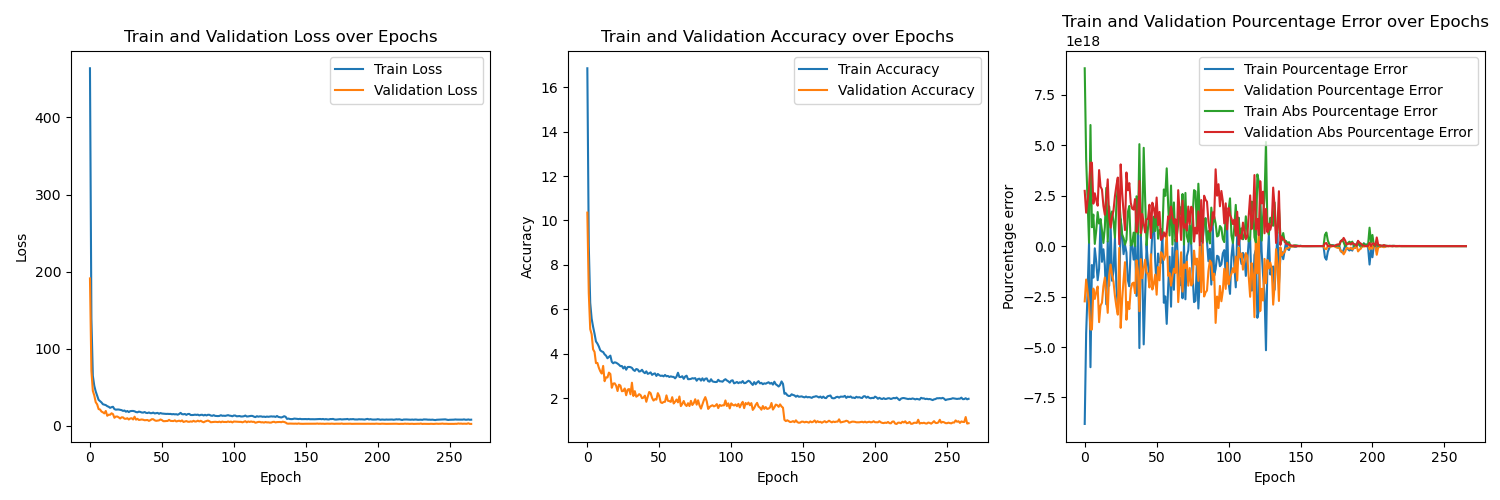 Train and Validation Loss over Epochs
Train Loss
Validation Loss
Loss
400
300
200
100
0
0 50 100 150 200 250
Epoch
Train and Validation Accuracy over Epochs
Train Accuracy
Validation Accuracy
Accuracy
16
14
12
10
8
6
4
2
0 50 100 150 200 250
Epoch
Train and Validation Pourcentage Error over Epochs
1e18
Train Pourcentage Error
Validation Pourcentage Error
Train Abs Pourcentage Error
Validation Abs Pourcentage Error
Pourcentage error
7.5
5.0
2.5
0.0
−2.5
−5.0
−7.5
0 50 100 150 200 250
Epoch